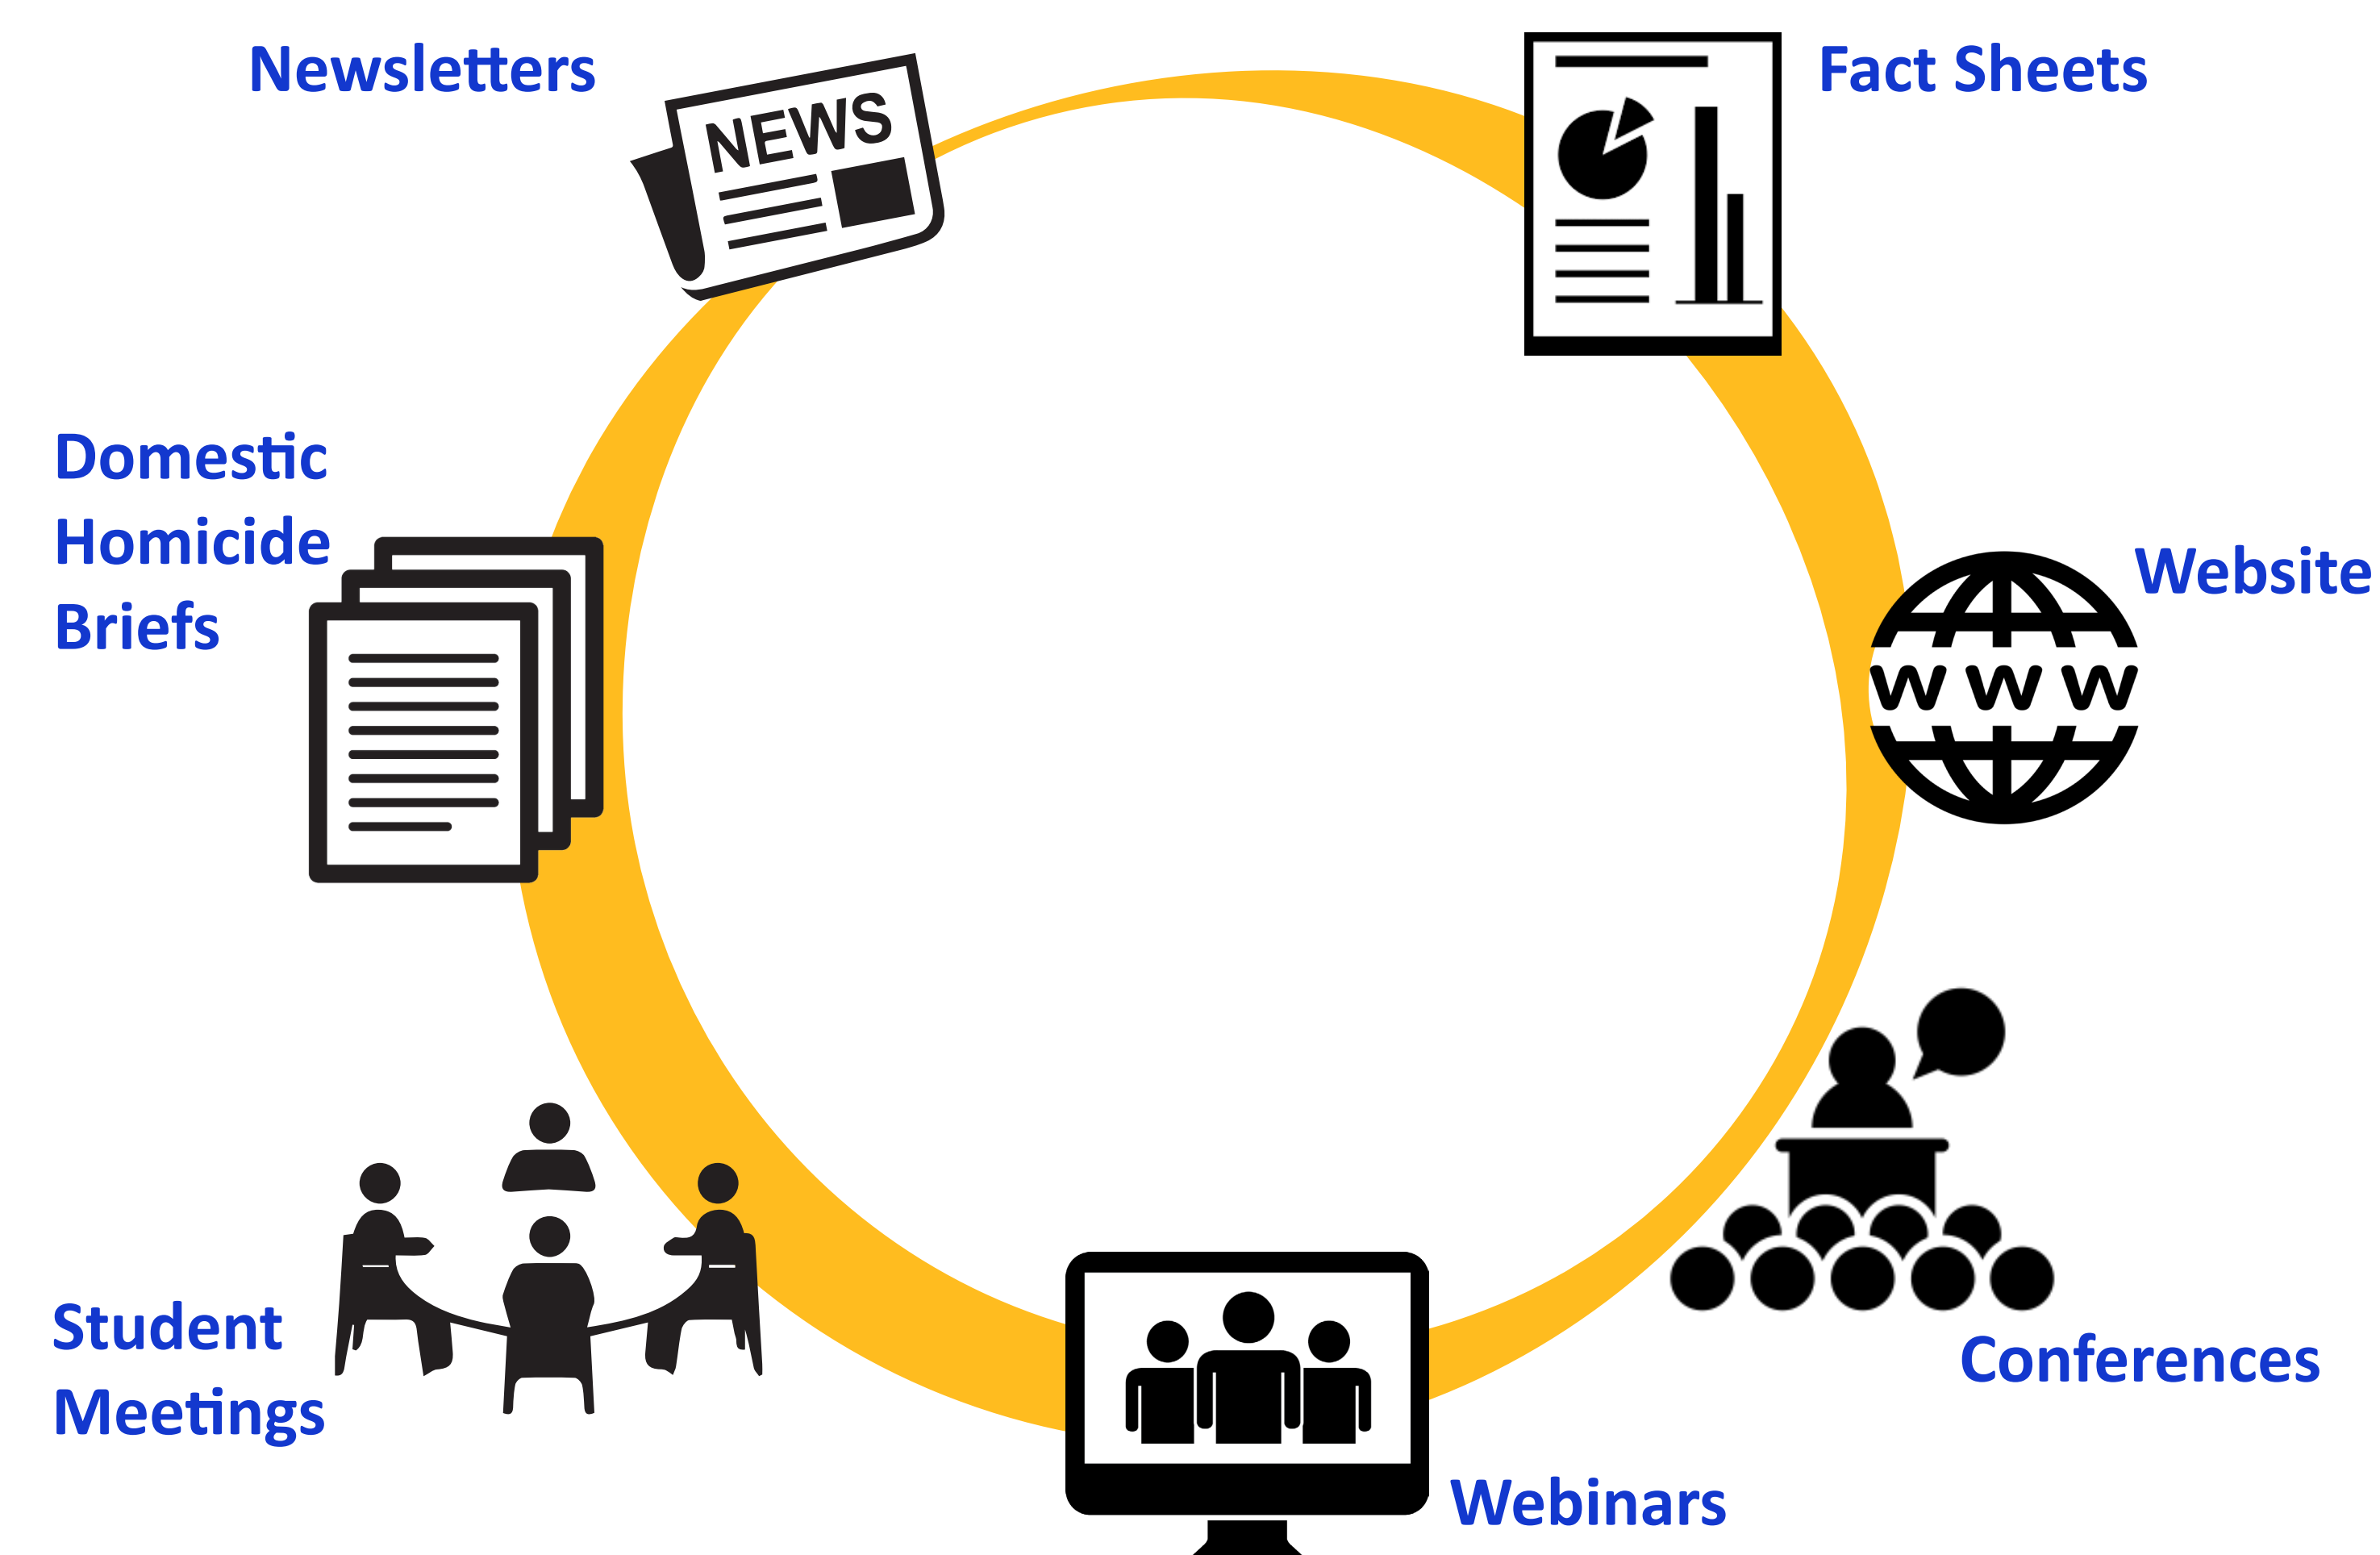 Newsletters
Fact Sheets
NEWS
Domestic
Homicide
Briefs
Website
www
Student
Meetings
Conferences
Webinars